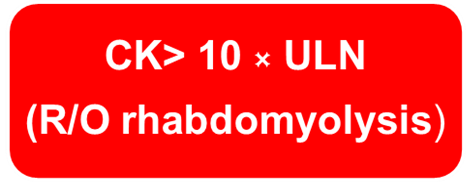 CK> 10 × ULN
(R/O rhabdomyolysis)